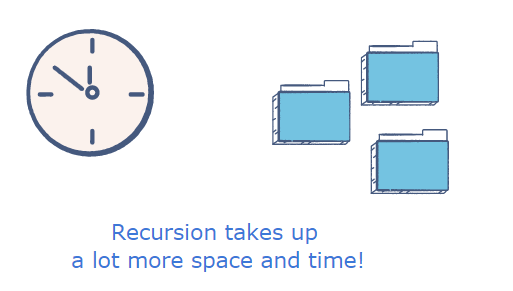 Recursion takes up
a lot more space and time!